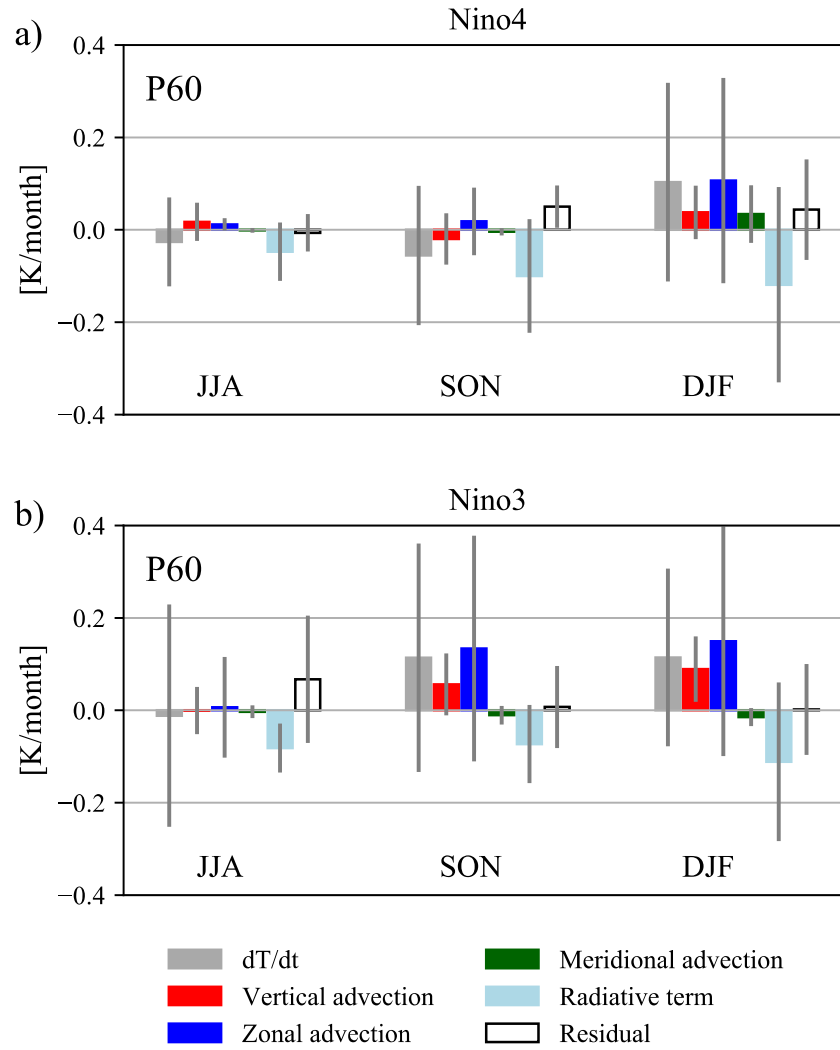 a)
Nino4
0.4
P60
0.2
0.0
[K/month]
−0.2
JJA SON DJF
−0.4
b)
Nino3
0.4
P60
0.2
0.0
[K/month]
−0.2
JJA SON DJF
−0.4
dT/dt Meridional advection
Vertical advection Radiative term
Zonal advection Residual